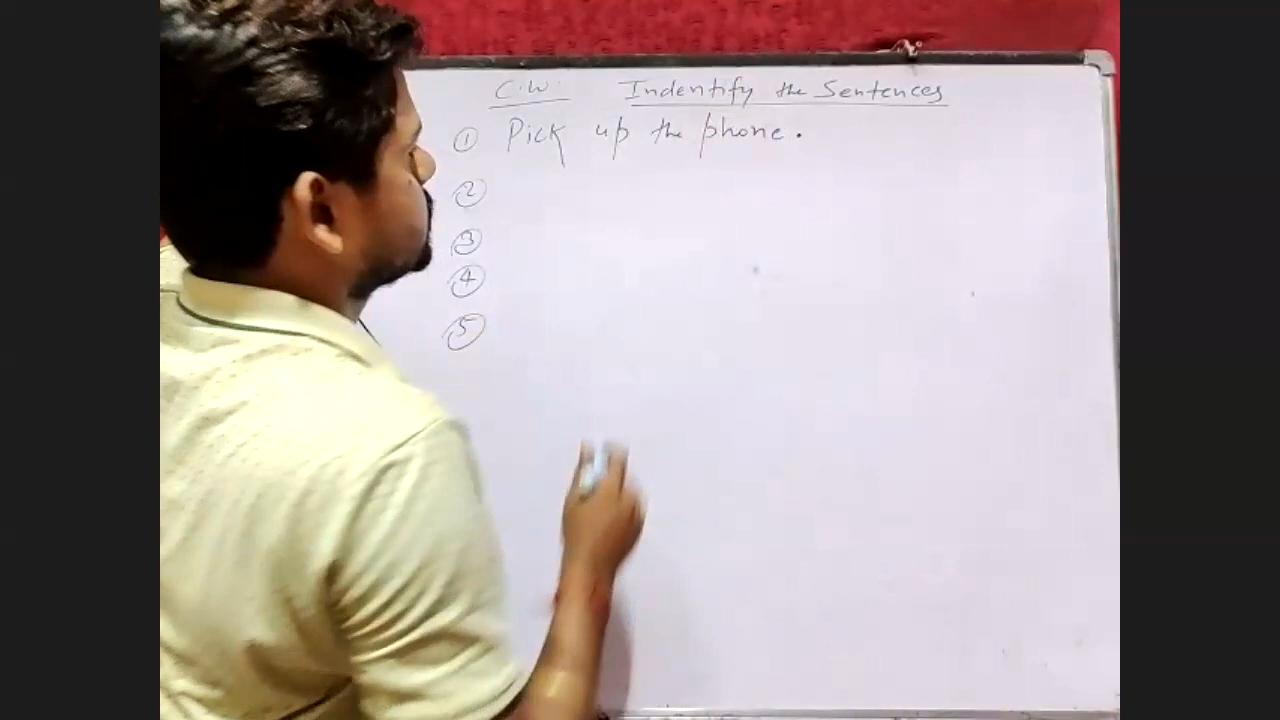 C.W. Indentify the Sentences
① Pick up the phone.
②
③
④
⑤